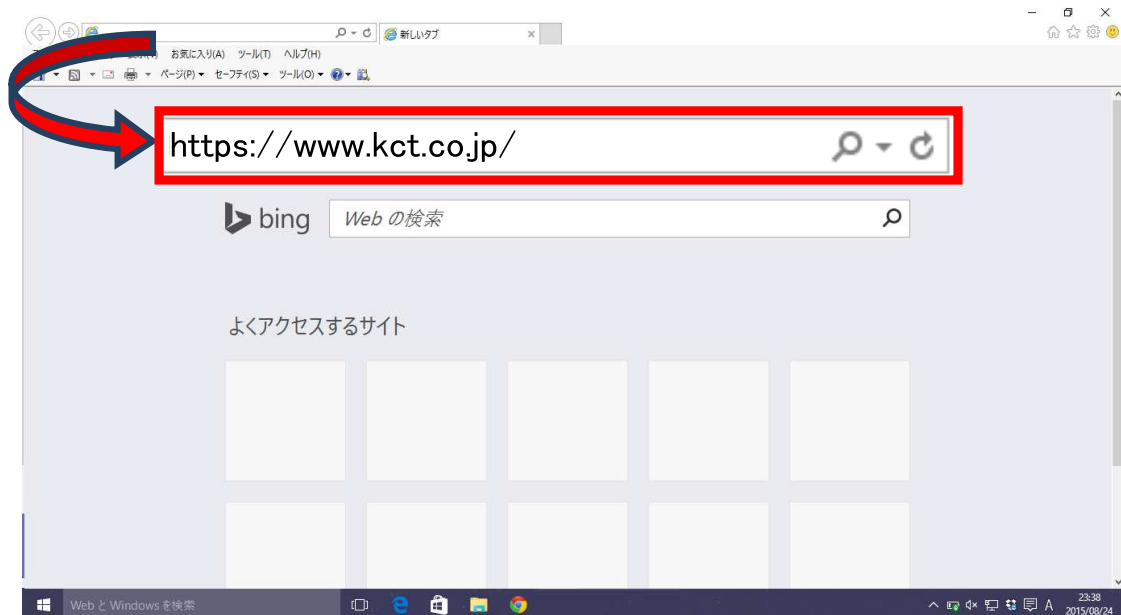 新しいタブ
お気に入り(A) ツール(T) ヘルプ(H)
ページ(P) セーフティ(S) ツール(O)
https://www.kct.co.jp/
bing Web の検索
よくアクセスするサイト
Web と Windows を検索
A 23:38
2015/08/24